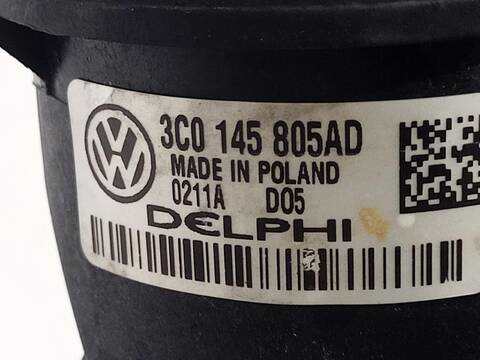 3C0 145 805AD
MADE IN POLAND
0211A D05
DELPHI